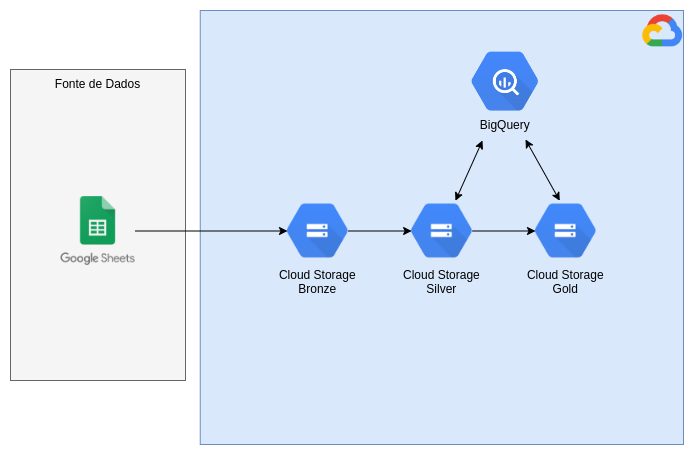 Fonte de Dados
BigQuery
Google Sheets
Cloud Storage
Bronze
Cloud Storage
Silver
Cloud Storage
Gold